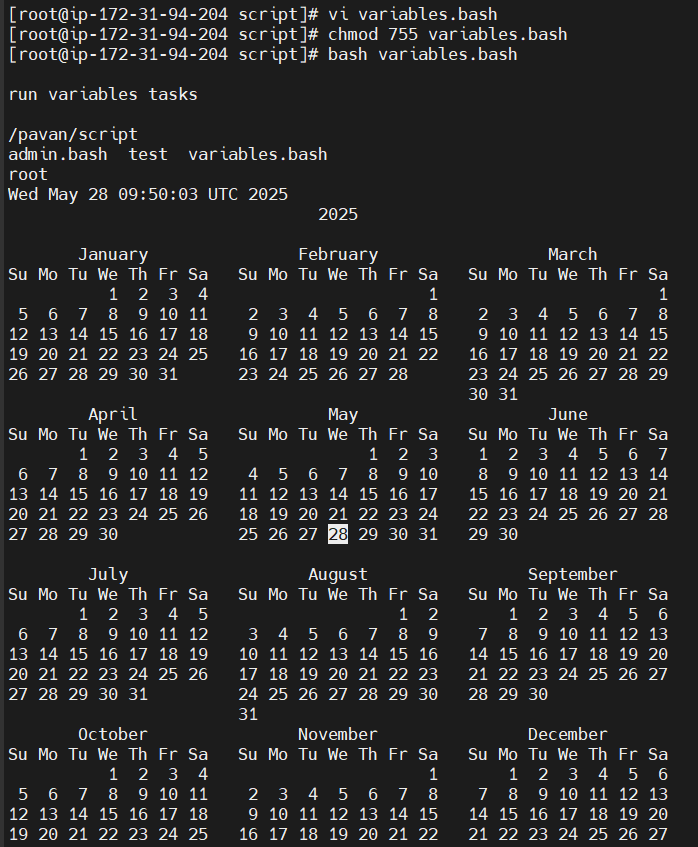 [root@ip-172-31-94-204 script]# vi variables.bash
[root@ip-172-31-94-204 script]# chmod 755 variables.bash
[root@ip-172-31-94-204 script]# bash variables.bash

run variables tasks

/pavan/script
admin.bash  test  variables.bash
root
Wed May 28 09:50:03 UTC 2025
                               2025

       January               February                 March
Su Mo Tu We Th Fr Sa   Su Mo Tu We Th Fr Sa   Su Mo Tu We Th Fr Sa
          1  2  3  4                      1                      1
 5  6  7  8  9 10 11    2  3  4  5  6  7  8    2  3  4  5  6  7  8
12 13 14 15 16 17 18    9 10 11 12 13 14 15    9 10 11 12 13 14 15
19 20 21 22 23 24 25   16 17 18 19 20 21 22   16 17 18 19 20 21 22
26 27 28 29 30 31      23 24 25 26 27 28      23 24 25 26 27 28 29
                                              30 31
        April                   May                   June
Su Mo Tu We Th Fr Sa   Su Mo Tu We Th Fr Sa   Su Mo Tu We Th Fr Sa
       1  2  3  4  5                1  2  3    1  2  3  4  5  6  7
 6  7  8  9 10 11 12    4  5  6  7  8  9 10    8  9 10 11 12 13 14
13 14 15 16 17 18 19   11 12 13 14 15 16 17   15 16 17 18 19 20 21
20 21 22 23 24 25 26   18 19 20 21 22 23 24   22 23 24 25 26 27 28
27 28 29 30            25 26 27 28 29 30 31   29 30

        July                  August                September
Su Mo Tu We Th Fr Sa   Su Mo Tu We Th Fr Sa   Su Mo Tu We Th Fr Sa
       1  2  3  4  5                   1  2       1  2  3  4  5  6
 6  7  8  9 10 11 12    3  4  5  6  7  8  9    7  8  9 10 11 12 13
13 14 15 16 17 18 19   10 11 12 13 14 15 16   14 15 16 17 18 19 20
20 21 22 23 24 25 26   17 18 19 20 21 22 23   21 22 23 24 25 26 27
27 28 29 30 31         24 25 26 27 28 29 30   28 29 30
                       31
       October               November               December
Su Mo Tu We Th Fr Sa   Su Mo Tu We Th Fr Sa   Su Mo Tu We Th Fr Sa
          1  2  3  4                      1       1  2  3  4  5  6
 5  6  7  8  9 10 11    2  3  4  5  6  7  8    7  8  9 10 11 12 13
12 13 14 15 16 17 18    9 10 11 12 13 14 15   14 15 16 17 18 19 20
19 20 21 22 23 24 25   16 17 18 19 20 21 22   21 22 23 24 25 26 27